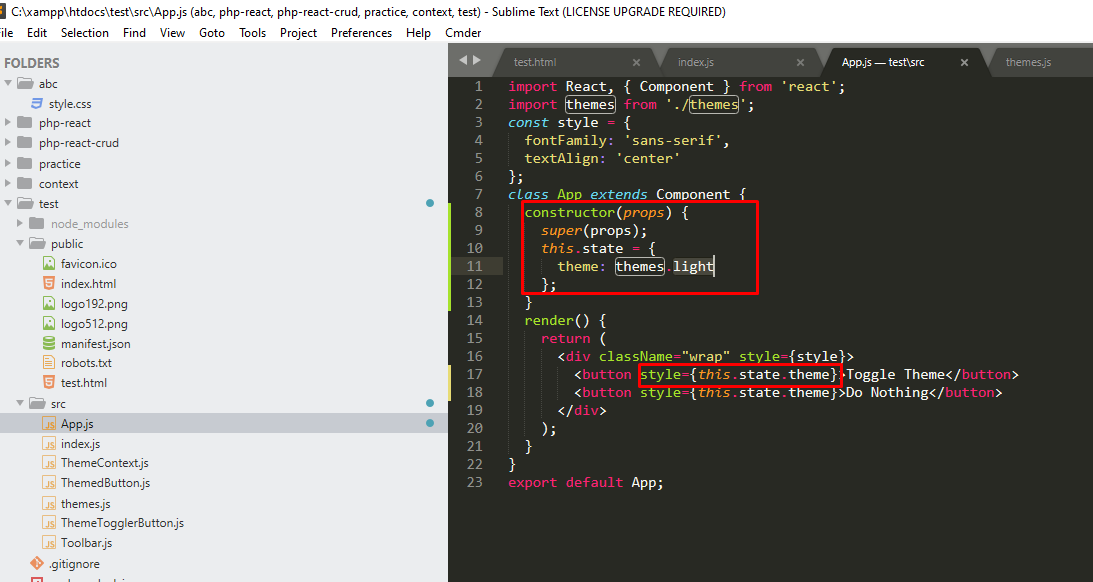 C:\xampp\htdocs\test\src\App.js (abc, php-react, php-react-crud, practice, context, test) - Sublime Text (LICENSE UPGRADE REQUIRED)
File Edit Selection Find View Goto Tools Project Preferences Help Cmder
FOLDERS
abc
style.css
php-react
php-react-crud
practice
context
test
node_modules
public
favicon.ico
index.html
logo192.png
logo512.png
manifest.json
robots.txt
test.html
src
App.js
index.js
ThemeContext.js
ThemedButton.js
themes.js
ThemeTogglerButton.js
Toolbar.js
.gitignore
test.html index.js App.js — test\src themes.js
1 import React, { Component } from 'react';
2 import themes from './themes';
3 const style = {
4 fontFamily: 'sans-serif',
5 textAlign: 'center'
6 };
7 class App extends Component {
8 constructor(props) {
9 super(props);
10 this.state = {
11 theme: themes.light
12 };
13 }
14 render() {
15 return (
16 <div className="wrap" style={style}>
17 <button style={this.state.theme}>Toggle Theme</button>
18 <button style={this.state.theme}>Do Nothing</button>
19 </div>
20 );
21 }
22 }
23 export default App;